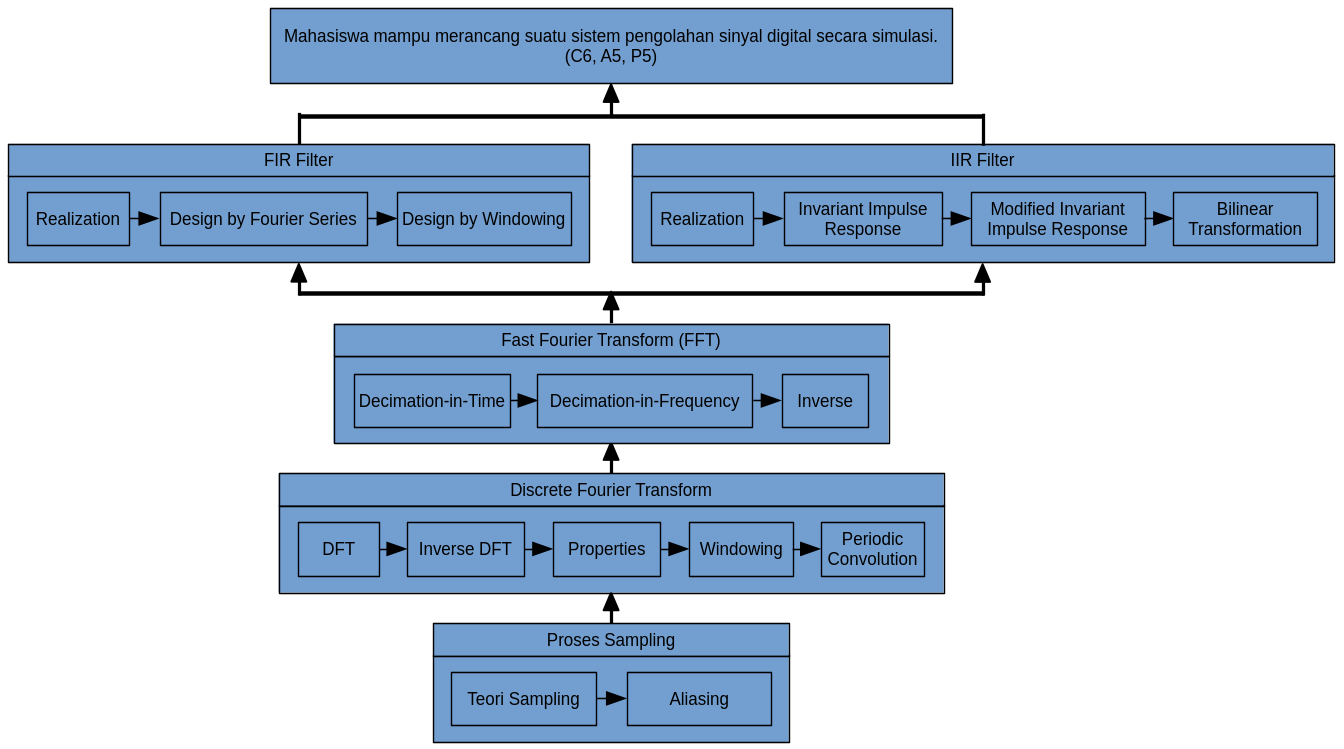 Mahasiswa mampu merancang suatu sistem pengolahan sinyal digital secara simulasi.
(C6, A5, P5)
FIR Filter
Realization
Design by Fourier Series
Design by Windowing
IIR Filter
Realization
Invariant Impulse
Response
Modified Invariant
Impulse Response
Bilinear
Transformation
Fast Fourier Transform (FFT)
Decimation-in-Time
Decimation-in-Frequency
Inverse
Discrete Fourier Transform
DFT
Inverse DFT
Properties
Windowing
Periodic
Convolution
Proses Sampling
Teori Sampling
Aliasing